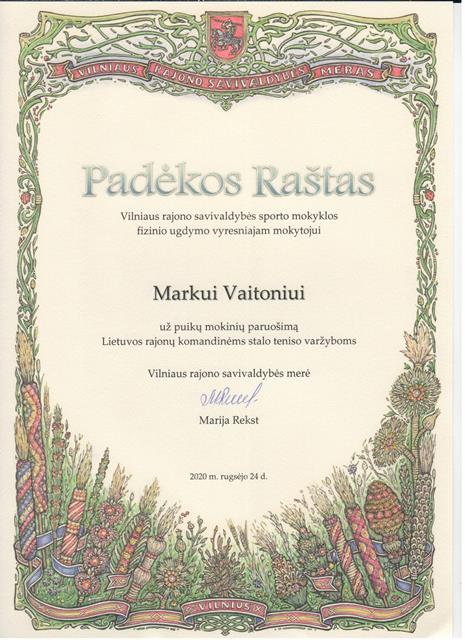 VILNIAUS RAJONO SAVIVALDYBĖS MERAS
Padėkos Raštas
Vilniaus rajono savivaldybės sporto mokyklos
fizinio ugdymo vyresniajam mokytojui
Markui Vaitoniui
už puikų mokinių paruošimą
Lietuvos rajonų komandinėms stalo teniso varžyboms
Vilniaus rajono savivaldybės merė
Marija Rekst
2020 m. rugsėjo 24 d.
VILNIUS